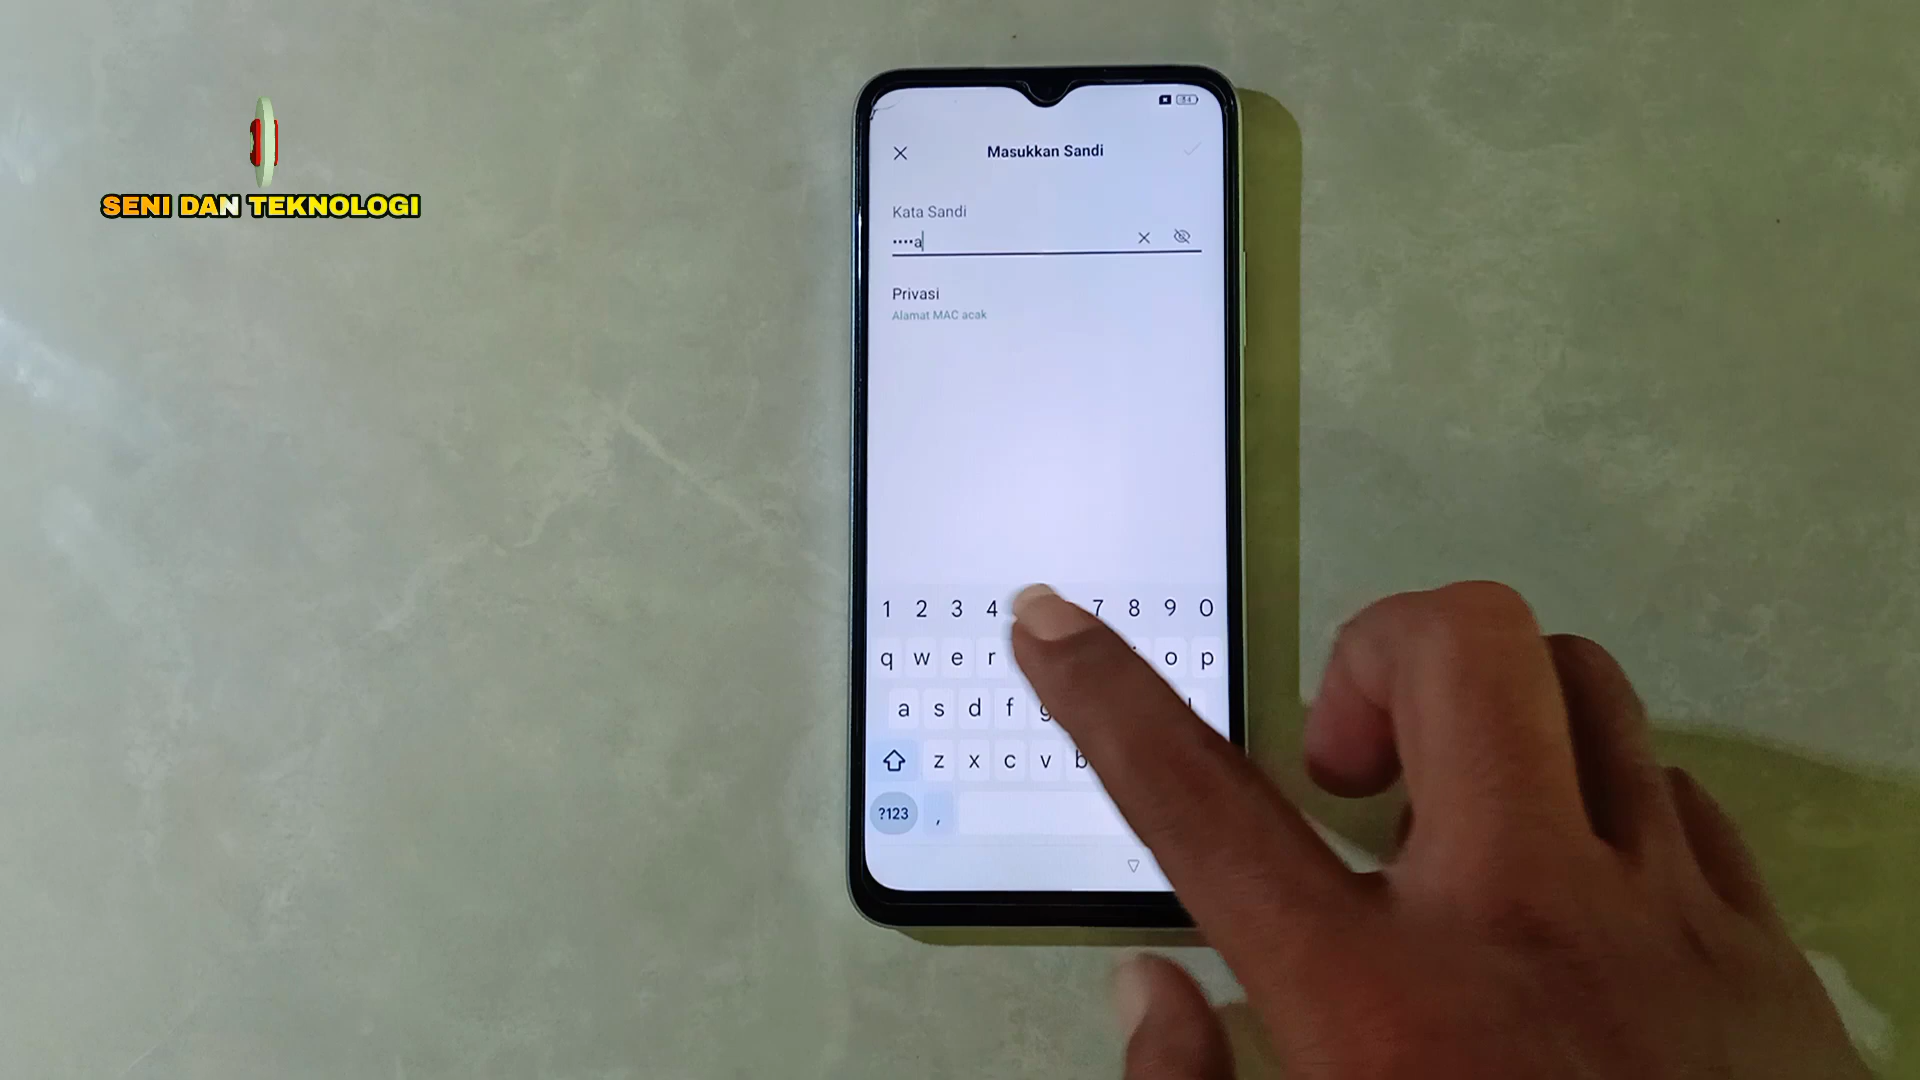 SENI DAN TEKNOLOGI
Masukkan Sandi
Kata Sandi
••••a
Privasi
Alamat MAC acak
1 2 3 4 7 8 9 0
q w e r o p
a s d f g
z x c v b
?123 ,